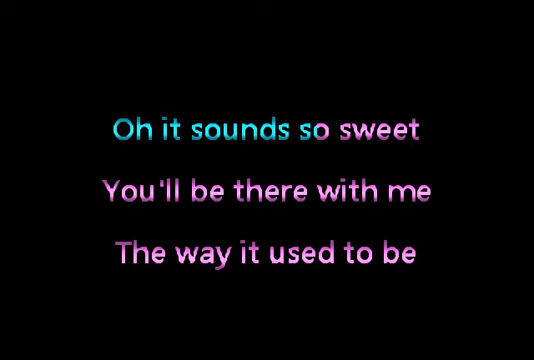 Oh it sounds so sweet
You'll be there with me
The way it used to be